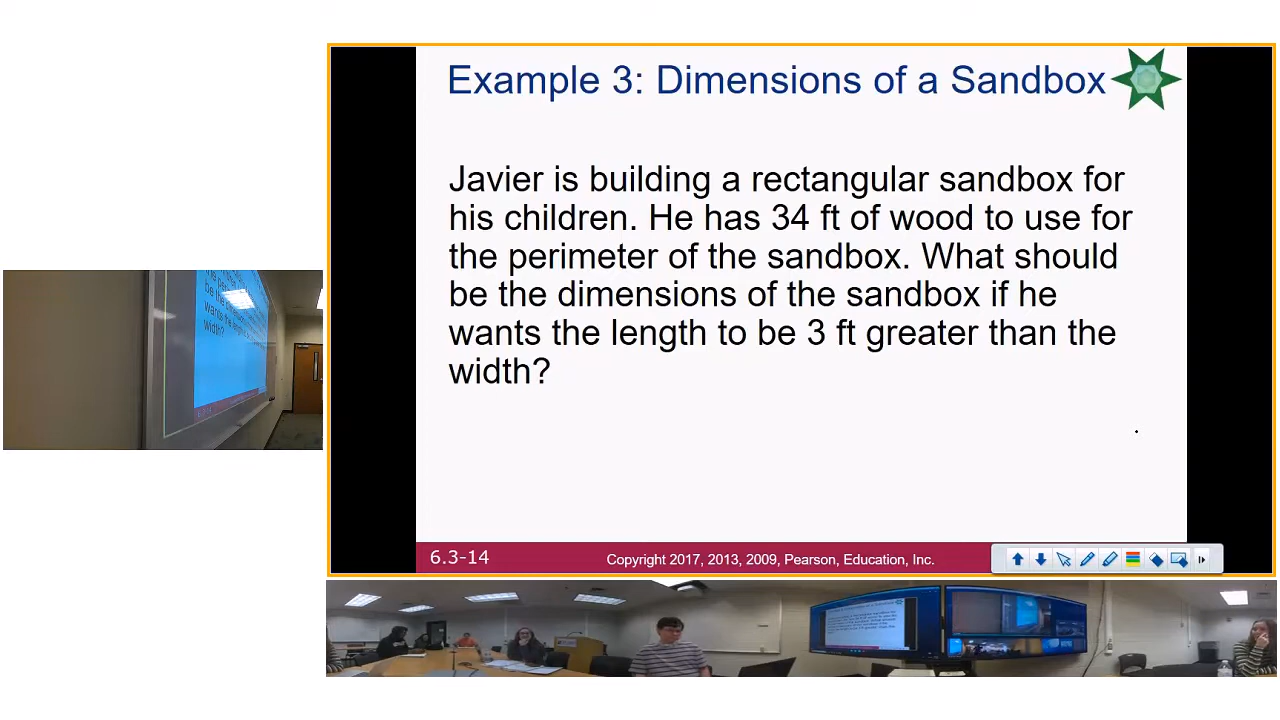 Example 3: Dimensions of a Sandbox
Javier is building a rectangular sandbox for
his children. He has 34 ft of wood to use for
the perimeter of the sandbox. What should
be the dimensions of the sandbox if he
wants the length to be 3 ft greater than the
width?
6.3-14
Copyright 2017, 2013, 2009, Pearson, Education, Inc.